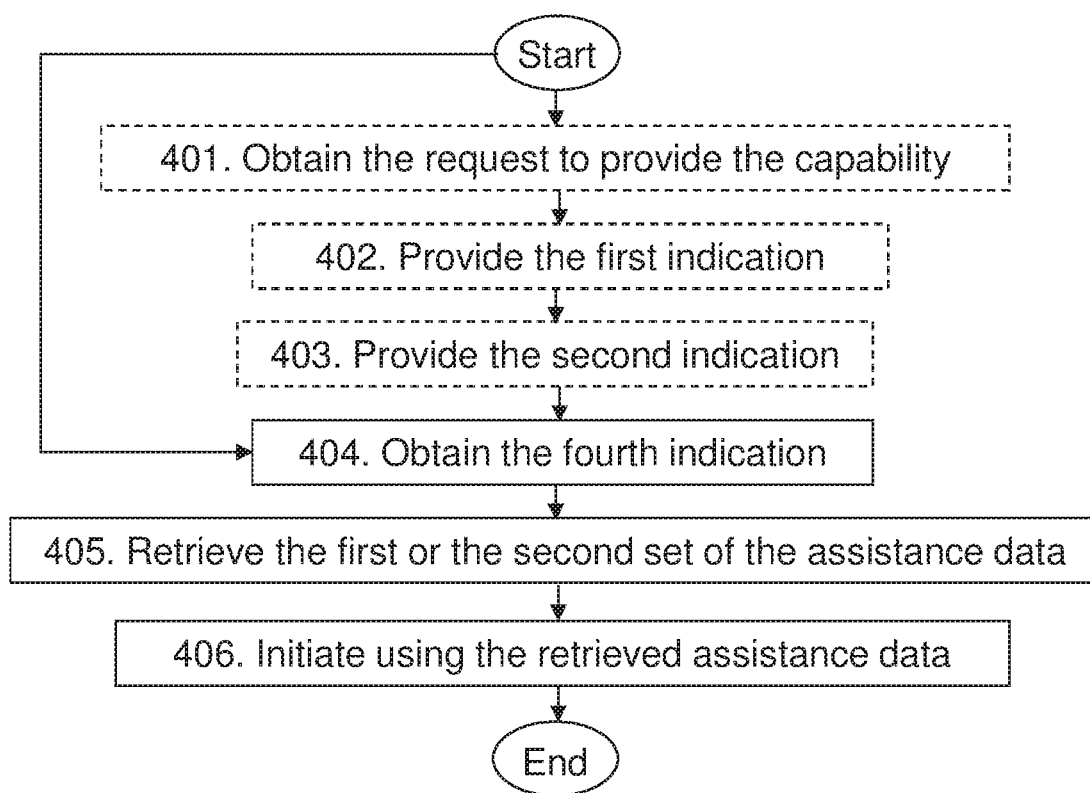 Start
401. Obtain the request to provide the capability
402. Provide the first indication
403. Provide the second indication
404. Obtain the fourth indication
405. Retrieve the first or the second set of the assistance data
406. Initiate using the retrieved assistance data
End